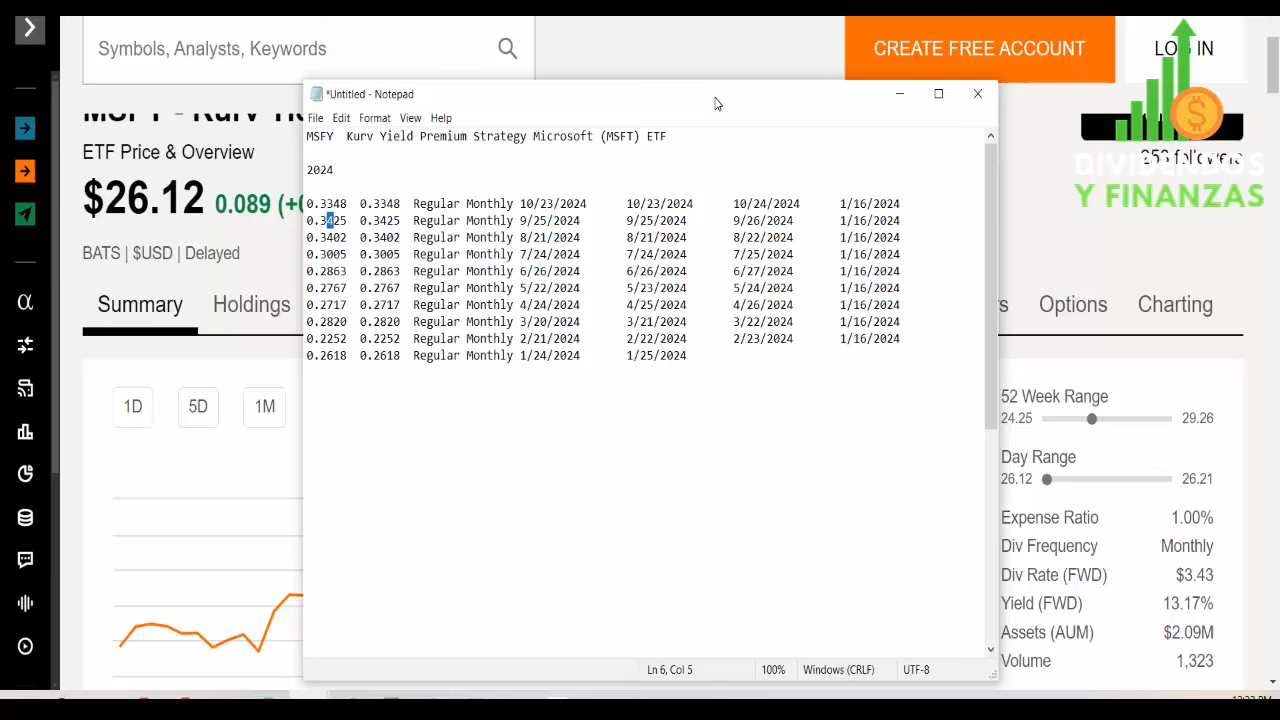 Symbols, Analysts, Keywords
CREATE FREE ACCOUNT
LOG IN
ETF Price & Overview
$26.12 0.089
BATS | $USD | Delayed
Summary
Holdings
Options
Charting
1D
5D
1M
*Untitled - Notepad
File Edit Format View Help
MSFY Kurv Yield Premium Strategy Microsoft (MSFT) ETF
2024
0.3348 0.3348 Regular Monthly 10/23/2024 10/23/2024 10/24/2024 1/16/2024
0.3425 0.3425 Regular Monthly 9/25/2024 9/25/2024 9/26/2024 1/16/2024
0.3402 0.3402 Regular Monthly 8/21/2024 8/21/2024 8/22/2024 1/16/2024
0.3005 0.3005 Regular Monthly 7/24/2024 7/24/2024 7/25/2024 1/16/2024
0.2863 0.2863 Regular Monthly 6/26/2024 6/26/2024 6/27/2024 1/16/2024
0.2767 0.2767 Regular Monthly 5/22/2024 5/23/2024 5/24/2024 1/16/2024
0.2717 0.2717 Regular Monthly 4/24/2024 4/25/2024 4/26/2024 1/16/2024
0.2820 0.2820 Regular Monthly 3/20/2024 3/21/2024 3/22/2024 1/16/2024
0.2252 0.2252 Regular Monthly 2/21/2024 2/22/2024 2/23/2024 1/16/2024
0.2618 0.2618 Regular Monthly 1/24/2024 1/25/2024
Ln 6, Col 5
100%
Windows (CRLF)
UTF-8
DIVIDENDOS
Y FINANZAS
52 Week Range
24.25 29.26
Day Range
26.12 26.21
Expense Ratio 1.00%
Div Frequency Monthly
Div Rate (FWD) $3.43
Yield (FWD) 13.17%
Assets (AUM) $2.09M
Volume 1,323